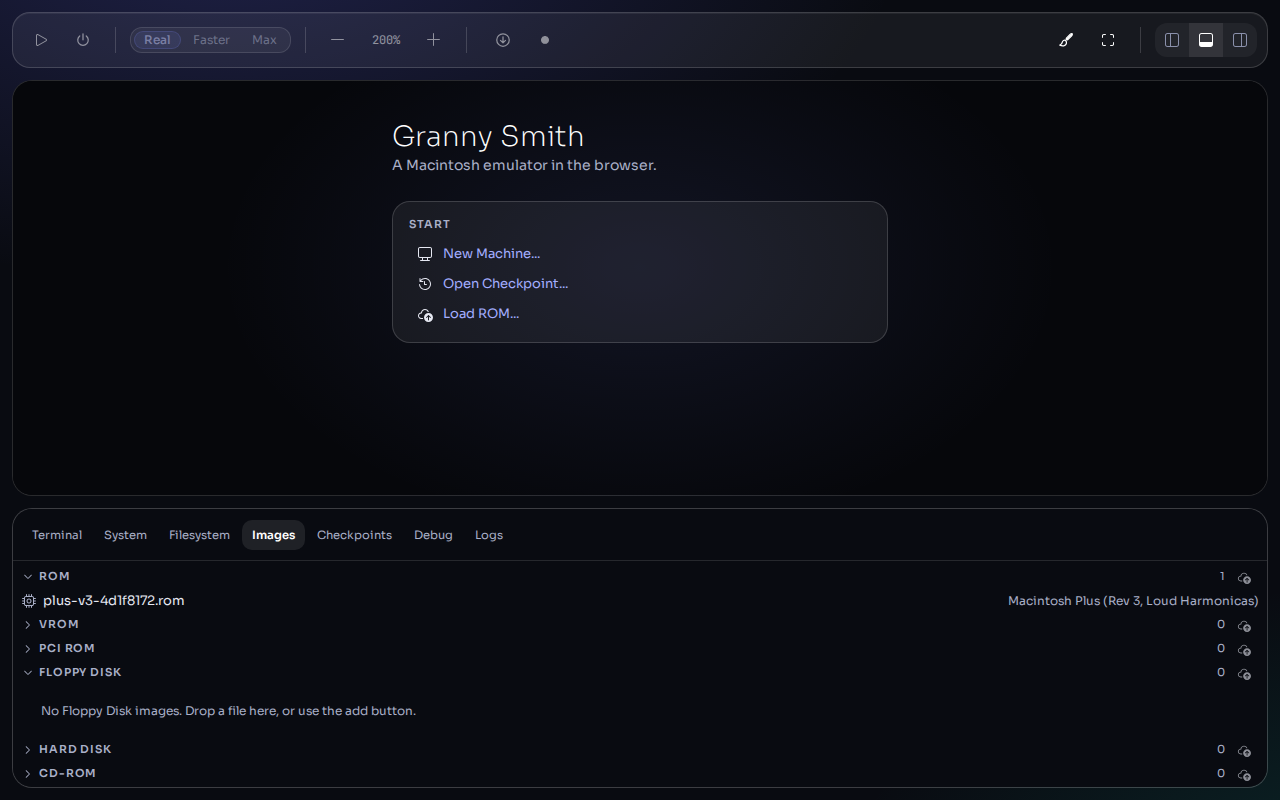 Real Faster Max 200%
Granny Smith
A Macintosh emulator in the browser.
START
New Machine...
Open Checkpoint...
Load ROM...
Terminal System Filesystem Images Checkpoints Debug Logs
ROM 1
plus-v3-4d1f8172.rom Macintosh Plus (Rev 3, Loud Harmonicas)
VROM 0
PCI ROM 0
FLOPPY DISK 0
No Floppy Disk images. Drop a file here, or use the add button.
HARD DISK 0
CD-ROM 0